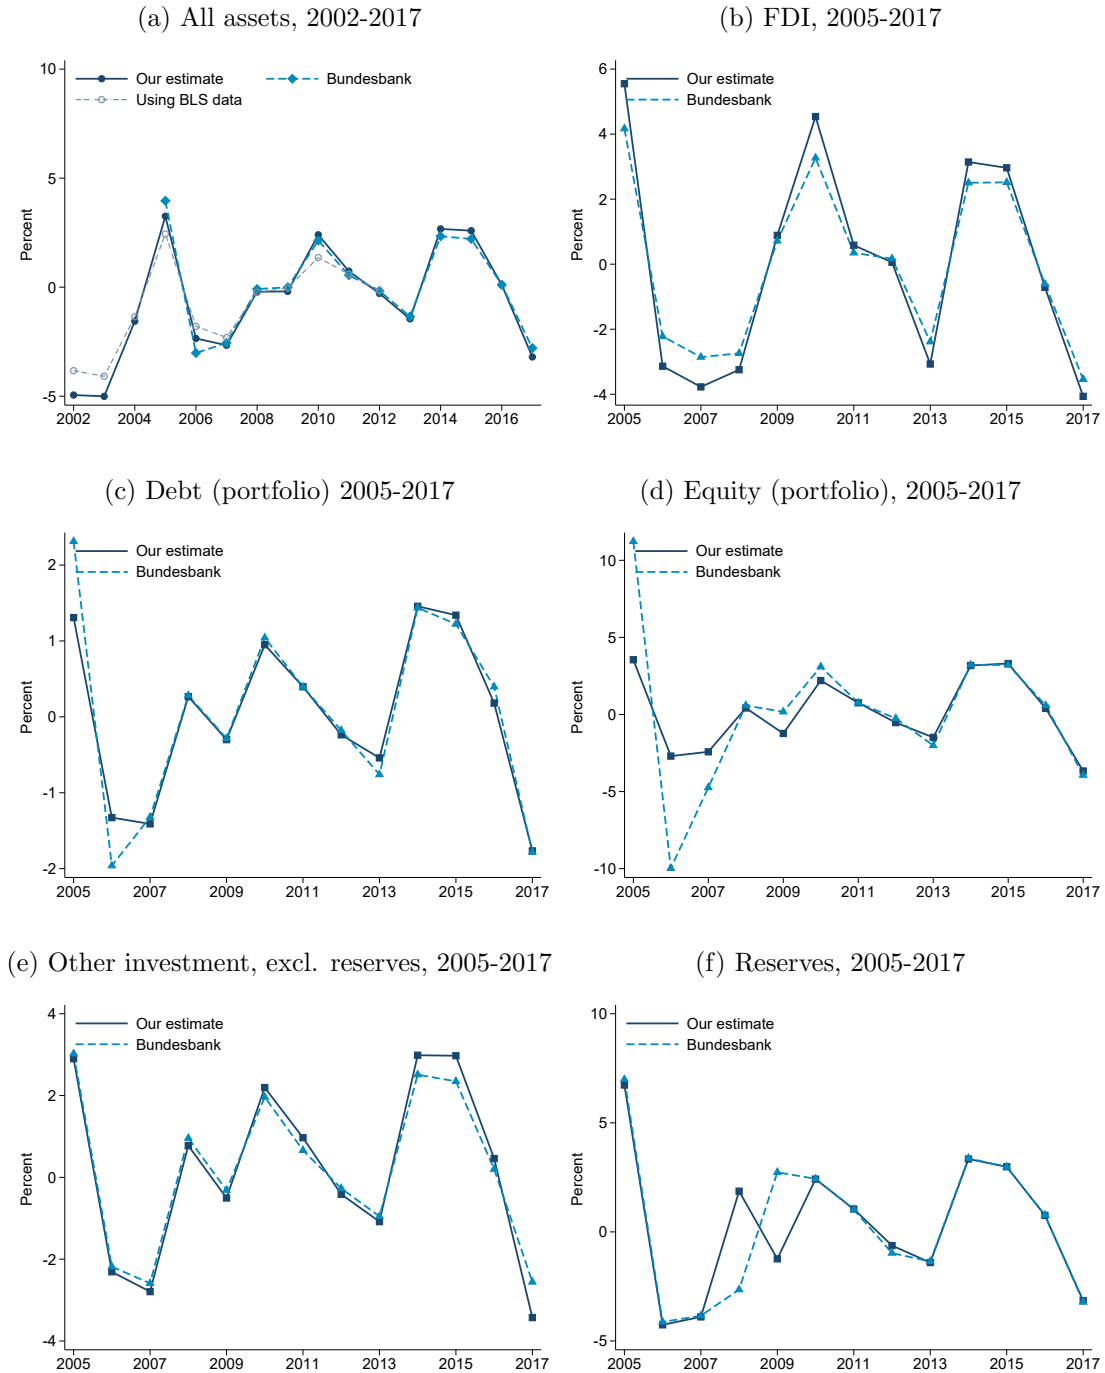 (a) All assets, 2002-2017
10
5
0
-5
Percent
Our estimate
Bundesbank
Using BLS data
2002 2004 2006 2008 2010 2012 2014 2016
(b) FDI, 2005-2017
6
4
2
0
-2
-4
Percent
Our estimate
Bundesbank
2005 2007 2009 2011 2013 2015 2017
(c) Debt (portfolio) 2005-2017
2
1
0
-1
-2
Percent
Our estimate
Bundesbank
2005 2007 2009 2011 2013 2015 2017
(d) Equity (portfolio), 2005-2017
10
5
0
-5
-10
Percent
Our estimate
Bundesbank
2005 2007 2009 2011 2013 2015 2017
(e) Other investment, excl. reserves, 2005-2017
4
2
0
-2
-4
Percent
Our estimate
Bundesbank
2005 2007 2009 2011 2013 2015 2017
(f) Reserves, 2005-2017
10
5
0
-5
Percent
Our estimate
Bundesbank
2005 2007 2009 2011 2013 2015 2017